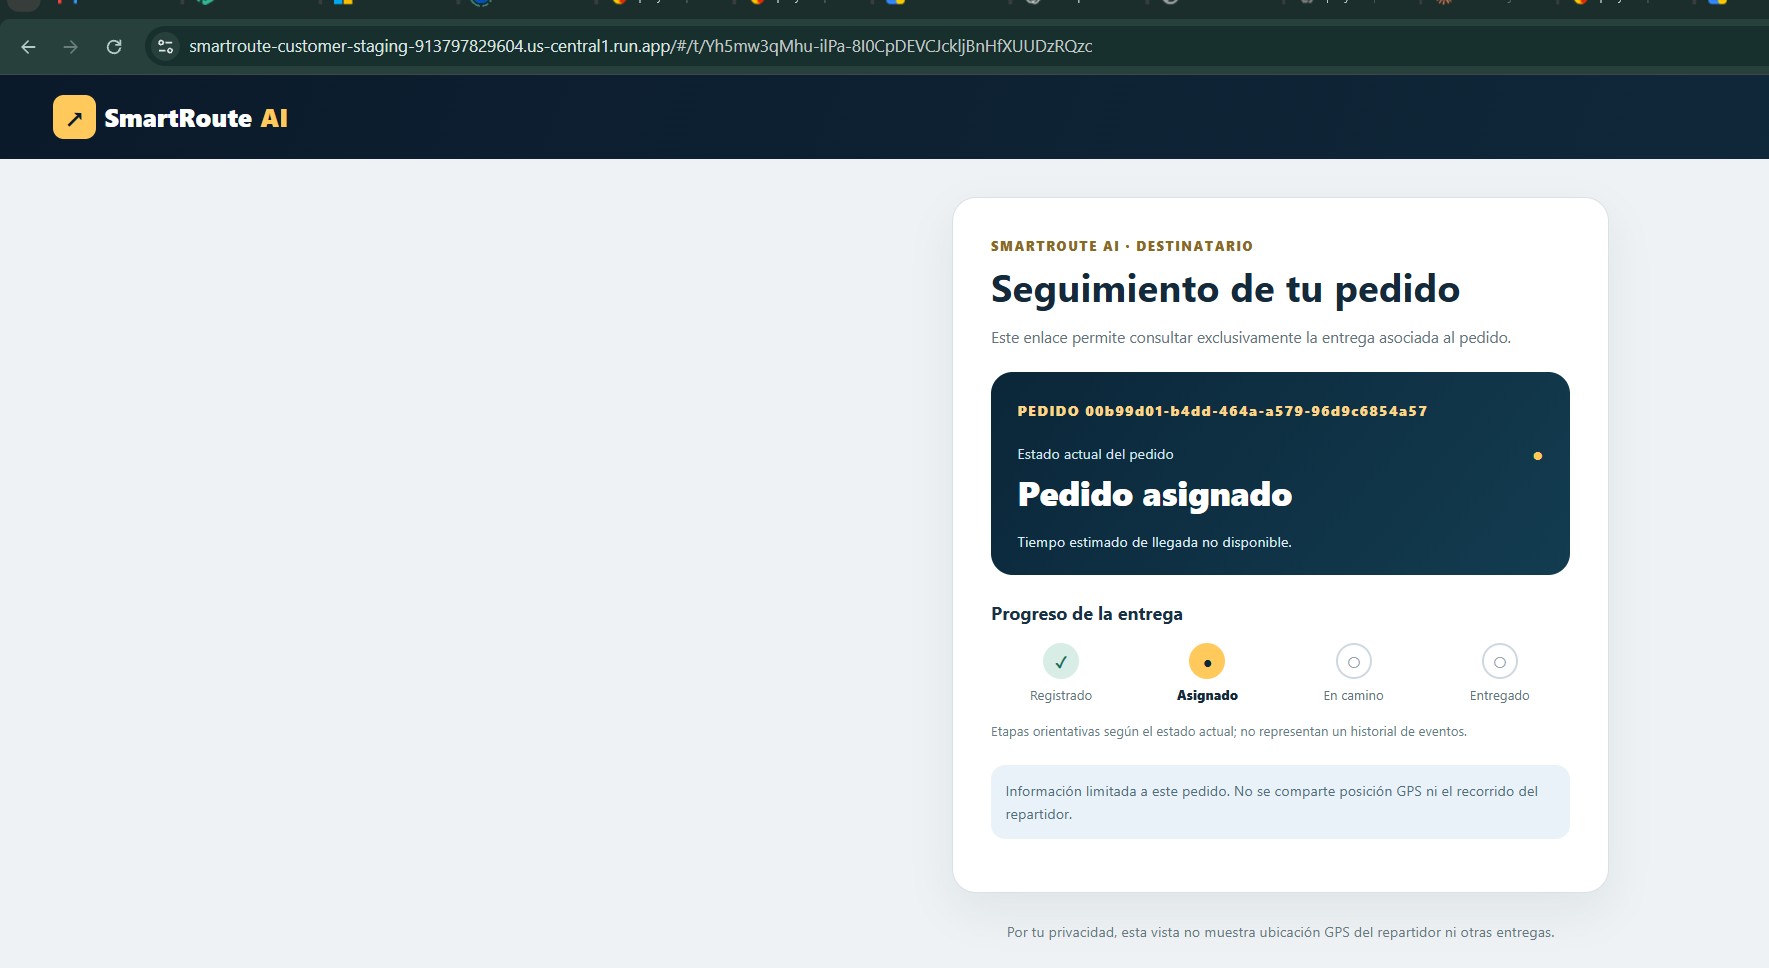 smartroute-customer-staging-913797829604.us-central1.run.app/#/t/Yh5mw3qMhu-ilPa-8I0CpDEVCJckljBnHfXUUDzRQzc
SmartRoute AI
SMARTROUTE AI · DESTINATARIO
Seguimiento de tu pedido
Este enlace permite consultar exclusivamente la entrega asociada al pedido.
PEDIDO 00b99d01-b4dd-464a-a579-96d9c6854a57
Estado actual del pedido
Pedido asignado
Tiempo estimado de llegada no disponible.
Progreso de la entrega
Registrado Asignado En camino Entregado
Etapas orientativas según el estado actual; no representan un historial de eventos.
Información limitada a este pedido. No se comparte posición GPS ni el recorrido del
repartidor.
Por tu privacidad, esta vista no muestra ubicación GPS del repartidor ni otras entregas.